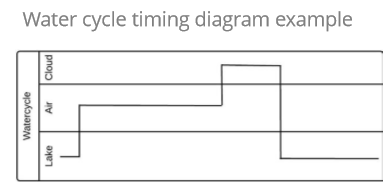 Water cycle timing diagram example
Watercycle
Cloud
Air
Lake